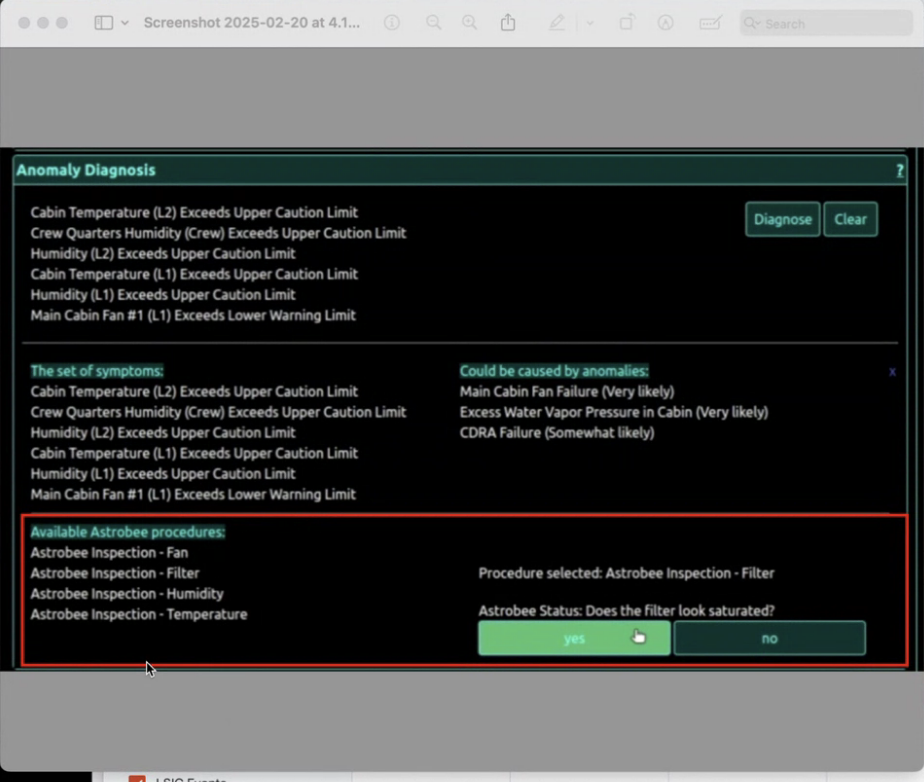 Screenshot 2025-02-20 at 4.1...
Search
Anomaly Diagnosis
?
Cabin Temperature (L2) Exceeds Upper Caution Limit
Crew Quarters Humidity (Crew) Exceeds Upper Caution Limit
Humidity (L2) Exceeds Upper Caution Limit
Cabin Temperature (L1) Exceeds Upper Caution Limit
Humidity (L1) Exceeds Upper Caution Limit
Main Cabin Fan #1 (L1) Exceeds Lower Warning Limit
Diagnose
Clear
The set of symptoms:
Cabin Temperature (L2) Exceeds Upper Caution Limit
Crew Quarters Humidity (Crew) Exceeds Upper Caution Limit
Humidity (L2) Exceeds Upper Caution Limit
Cabin Temperature (L1) Exceeds Upper Caution Limit
Humidity (L1) Exceeds Upper Caution Limit
Main Cabin Fan #1 (L1) Exceeds Lower Warning Limit
Could be caused by anomalies:
x
Main Cabin Fan Failure (Very likely)
Excess Water Vapor Pressure in Cabin (Very likely)
CDRA Failure (Somewhat likely)
Available Astrobee procedures:
Astrobee Inspection - Fan
Astrobee Inspection - Filter
Astrobee Inspection - Humidity
Astrobee Inspection - Temperature
Procedure selected: Astrobee Inspection - Filter
Astrobee Status: Does the filter look saturated?
yes
no